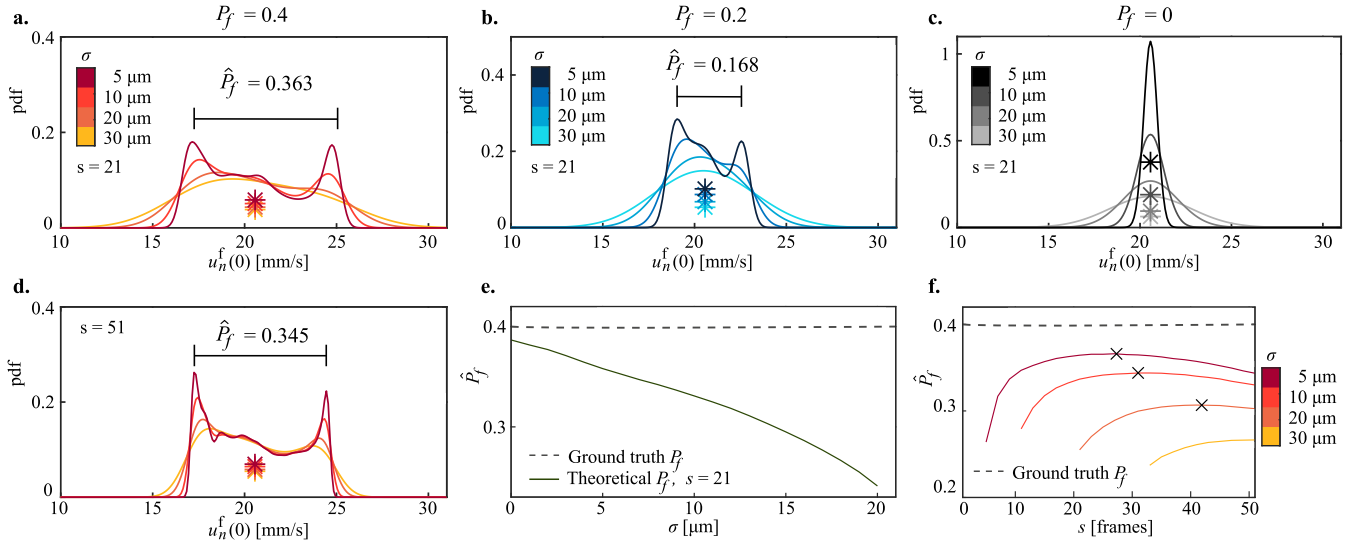 a.
P_f = 0.4
0.4
0.2
0
pdf
σ
5 μm
10 μm
20 μm
30 μm
s = 21
P̂_f = 0.363
10 15 20 25 30
u_n^f(0) [mm/s]
b.
P_f = 0.2
0.4
0.2
0
pdf
σ
5 μm
10 μm
20 μm
30 μm
s = 21
P̂_f = 0.168
10 15 20 25 30
u_n^f(0) [mm/s]
c.
P_f = 0
1
0.5
0
pdf
σ
5 μm
10 μm
20 μm
30 μm
s = 21
10 15 20 25 30
u_n^f(0) [mm/s]
d.
0.4
0.2
0
pdf
s = 51
P̂_f = 0.345
10 15 20 25 30
u_n^f(0) [mm/s]
e.
0.4
0.3
P̂_f
Ground truth P_f
Theoretical P_f, s = 21
0 5 10 15 20
σ [μm]
f.
0.4
0.3
0.2
P̂_f
Ground truth P_f
10 20 30 40 50
s [frames]
σ
5 μm
10 μm
20 μm
30 μm